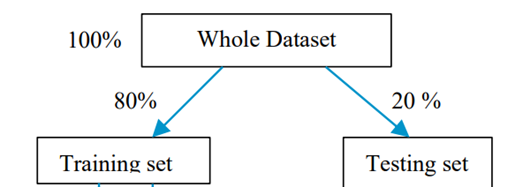 100%
Whole Dataset
80%
20 %
Training set
Testing set